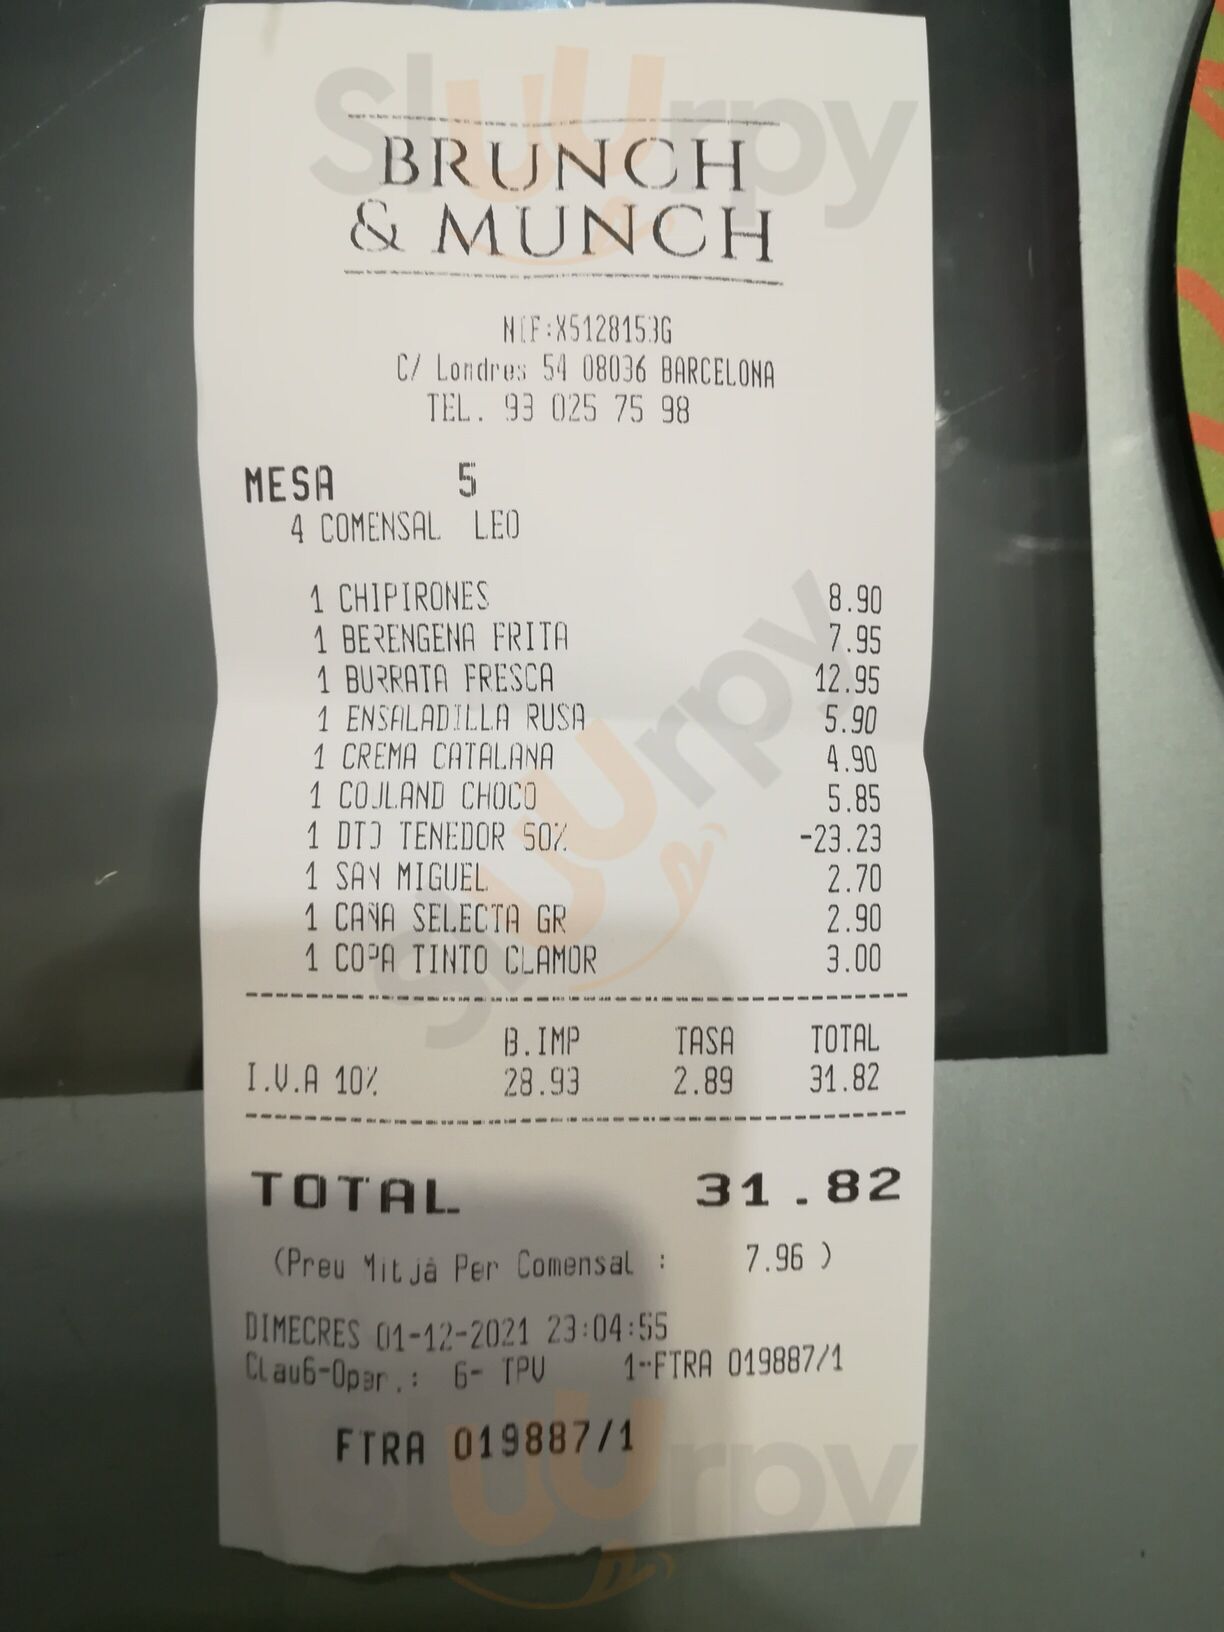 BRUNCH
& MUNCH
NIF:X5128153G
C/ Londres 54 08036 BARCELONA
TEL. 93 025 75 98
MESA 5
4 COMENSAL LEO
1 CHIPIRONES 8.90
1 BERENGENA FRITA 7.95
1 BURRATA FRESCA 12.95
1 ENSALADILLA RUSA 5.90
1 CREMA CATALANA 4.90
1 COULAND CHOCO 5.85
1 DTO TENEDOR 50% -23.23
1 SAN MIGUEL 2.70
1 CAÑA SELECTA GR 2.90
1 COPA TINTO CLAMOR 3.00
B.IMP TASA TOTAL
I.V.A 10% 28.93 2.89 31.82
TOTAL 31.82
(Preu Mitjà Per Comensal : 7.96 )
DIMECRES 01-12-2021 23:04:55
Clau6-Oper.: 6- TPV 1-FTRA 019887/1
FTRA 019887/1
Sluurpy
Sluurpy
Sluurpy